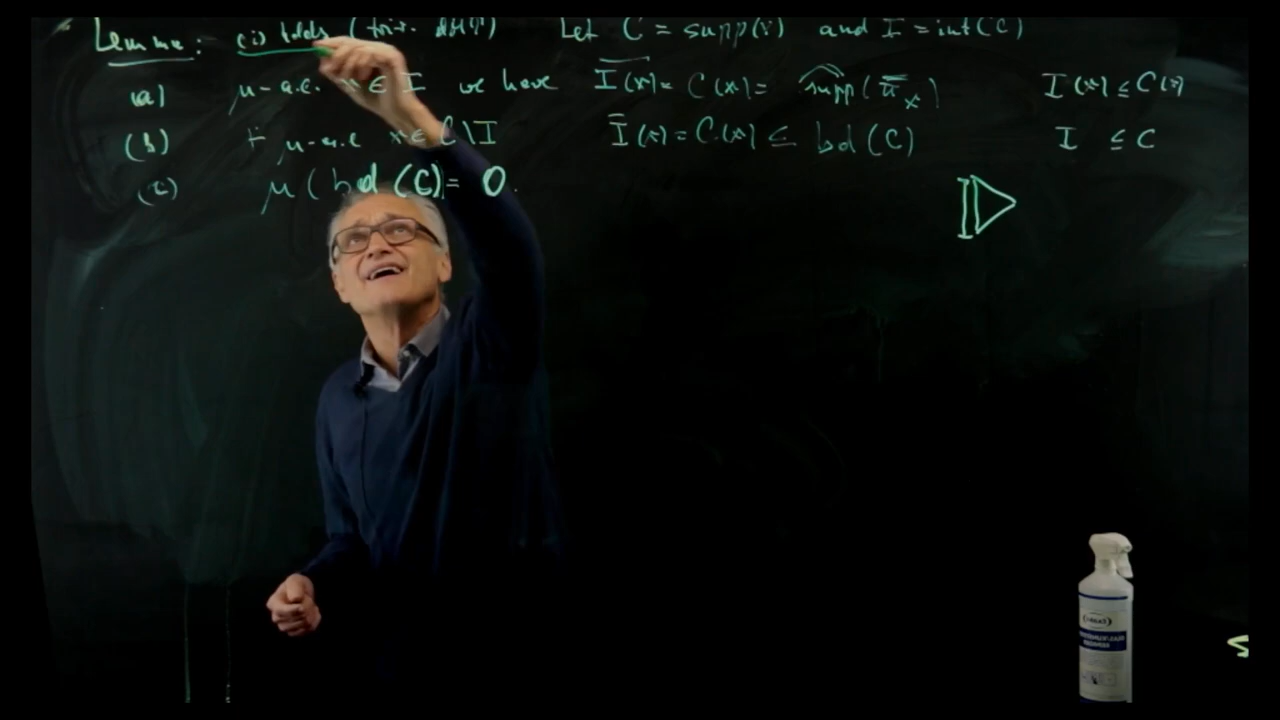 Lemma: (i) holds Let C = supp(ν) and I = int(C)
(a) μ-a.e. x ∈ I we have I̅(x) = C(x) = supp( x) I(x) ⊆ C(x)
(b) μ-a.e x ∈ C\I I̅(x) = C(x) ⊆ bd(C) I ⊆ C
(c) μ(bd(C) = 0.